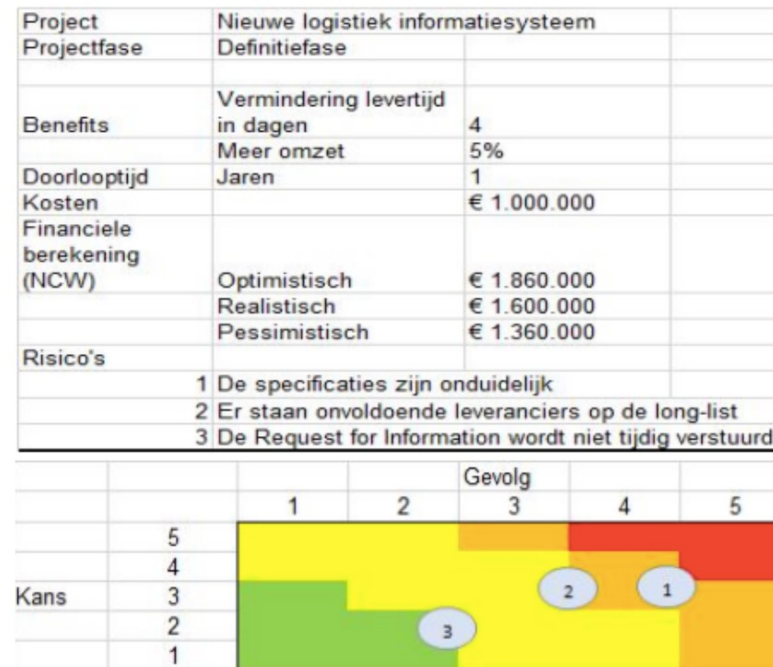 Project Nieuwe logistiek informatiesysteem
Projectfase Definitiefase
Benefits Vermindering levertijd in dagen 4
Meer omzet 5%
Doorlooptijd Jaren 1
Kosten € 1.000.000
Financiele berekening (NCW) Optimistisch € 1.860.000
Realistisch € 1.600.000
Pessimistisch € 1.360.000
Risico's
1 De specificaties zijn onduidelijk
2 Er staan onvoldoende leveranciers op de long-list
3 De Request for Information wordt niet tijdig verstuurd
Gevolg
1 2 3 4 5
5
4
Kans 3 2 1
2 3
1